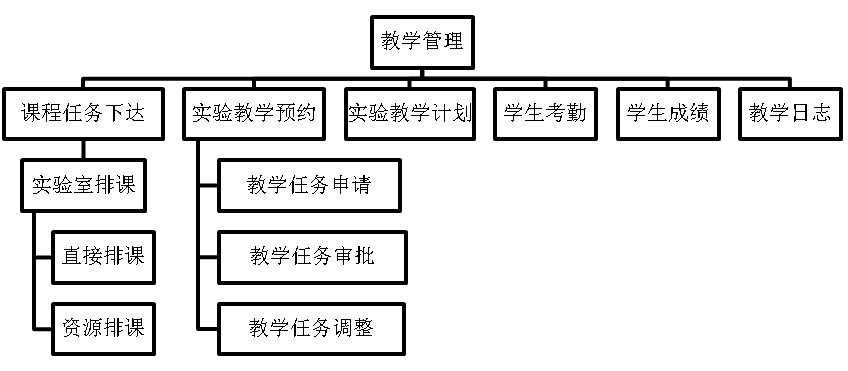 教学管理
课程任务下达
实验教学预约
实验教学计划
学生考勤
学生成绩
教学日志
实验室排课
教学任务申请
直接排课
教学任务审批
资源排课
教学任务调整